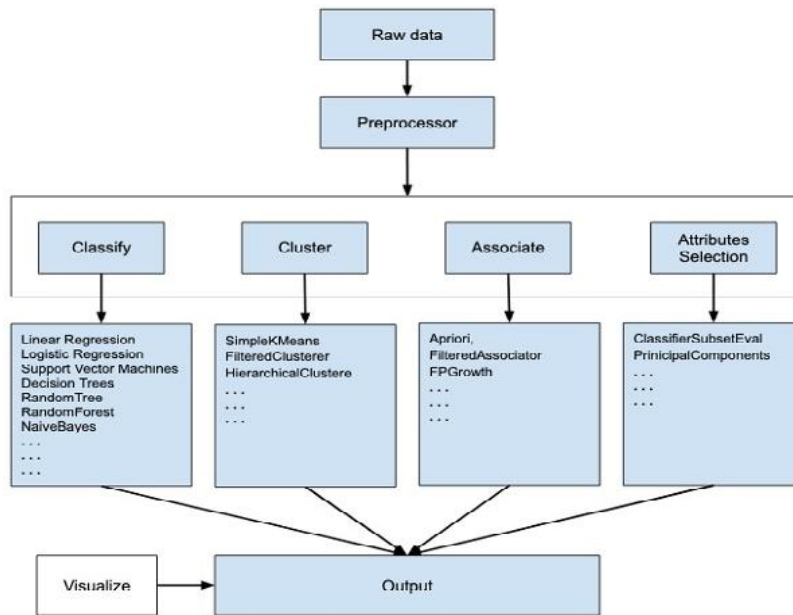 Raw data
Preprocessor
Classify
Cluster
Associate
Attributes
Selection
Linear Regression
Logistic Regression
Support Vector Machines
Decision Trees
RandomTree
RandomForest
NaiveBayes
. . .
. . .
. . .
SimpleKMeans
FilteredClusterer
HierarchicalClustere
. . .
. . .
. . .
Apriori,
FilteredAssociator
FPGrowth
. . .
. . .
. . .
ClassifierSubsetEval
PrinicipalComponents
. . .
. . .
. . .
Visualize
Output